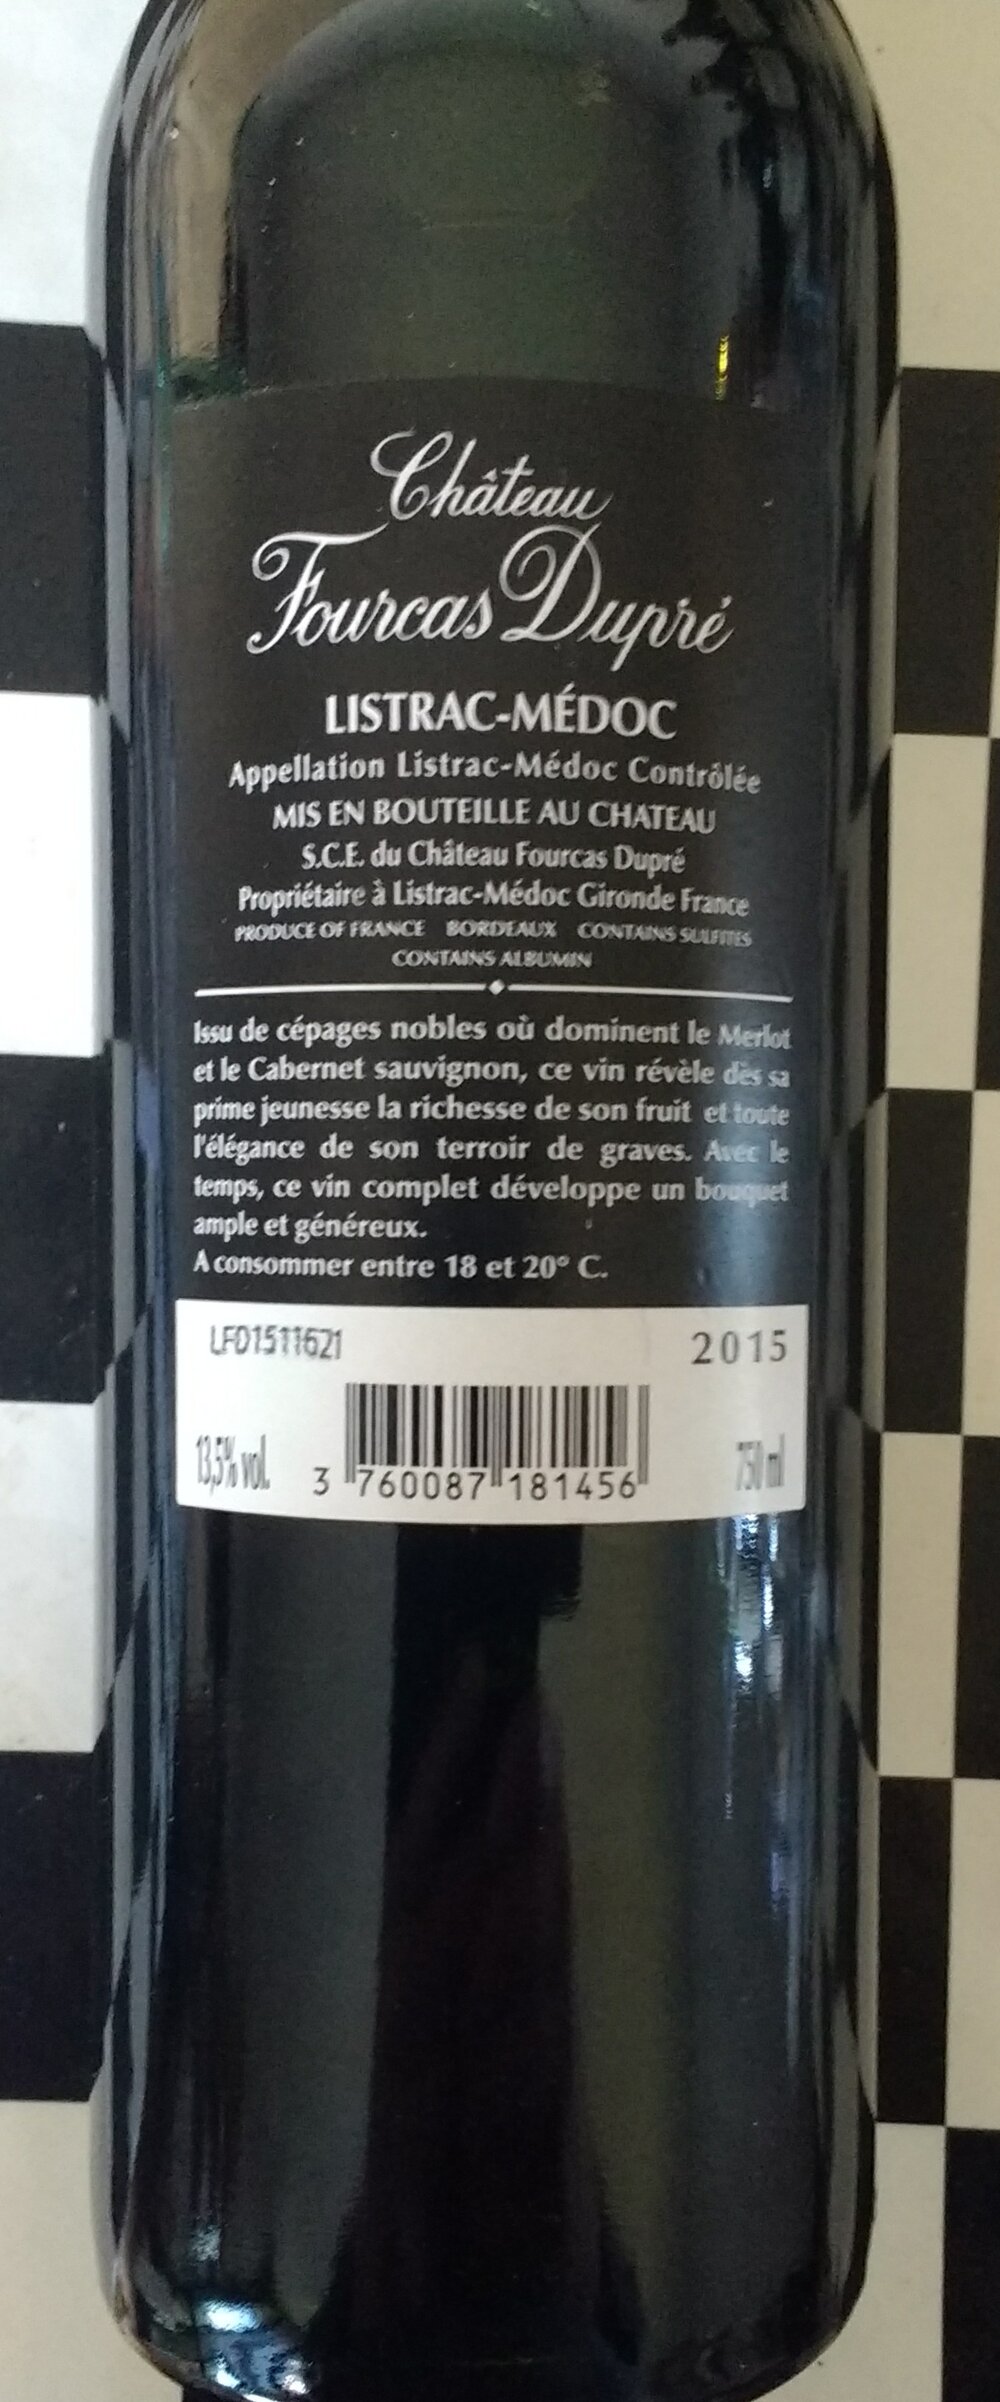 Château
Fourcas Dupré
LISTRAC-MÉDOC
Appellation Listrac-Médoc Contrôlée
MIS EN BOUTEILLE AU CHATEAU
S.C.E. du Château Fourcas Dupré
Propriétaire à Listrac-Médoc Gironde France
PRODUCE OF FRANCE BORDEAUX CONTAINS SULFITES
CONTAINS ALBUMIN
Issu de cépages nobles où dominent le Merlot
et le Cabernet sauvignon, ce vin révèle dès sa
prime jeunesse la richesse de son fruit et toute
l'élégance de son terroir de graves. Avec le
temps, ce vin complet développe un bouquet
ample et généreux.
A consommer entre 18 et 20° C.
LFD1511621 2015
13,5% vol. 750 ml
3 760087 181456